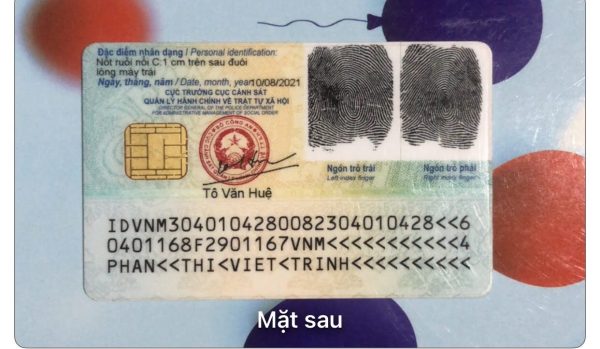 Đặc điểm nhân dạng / Personal identification:
Nốt ruồi nổi C.1 cm trên sau đuôi
lông mày trái
Ngày, tháng, năm / Date, month, year: 10/08/2021
CỤC TRƯỞNG CỤC CẢNH SÁT
QUẢN LÝ HÀNH CHÍNH VỀ TRẬT TỰ XÃ HỘI
DIRECTOR GENERAL OF THE POLICE DEPARTMENT
FOR ADMINISTRATIVE MANAGEMENT OF SOCIAL ORDER
Tô Văn Huệ
Ngón trỏ trái
Left index finger
Ngón trỏ phải
Right index finger
IDVNM3040104280082304010428<<6
0401168F2901167VNM<<<<<<<<<<<4
PHAN<<THI<VIET<TRINH<<<<<<<<<<
Mặt sau